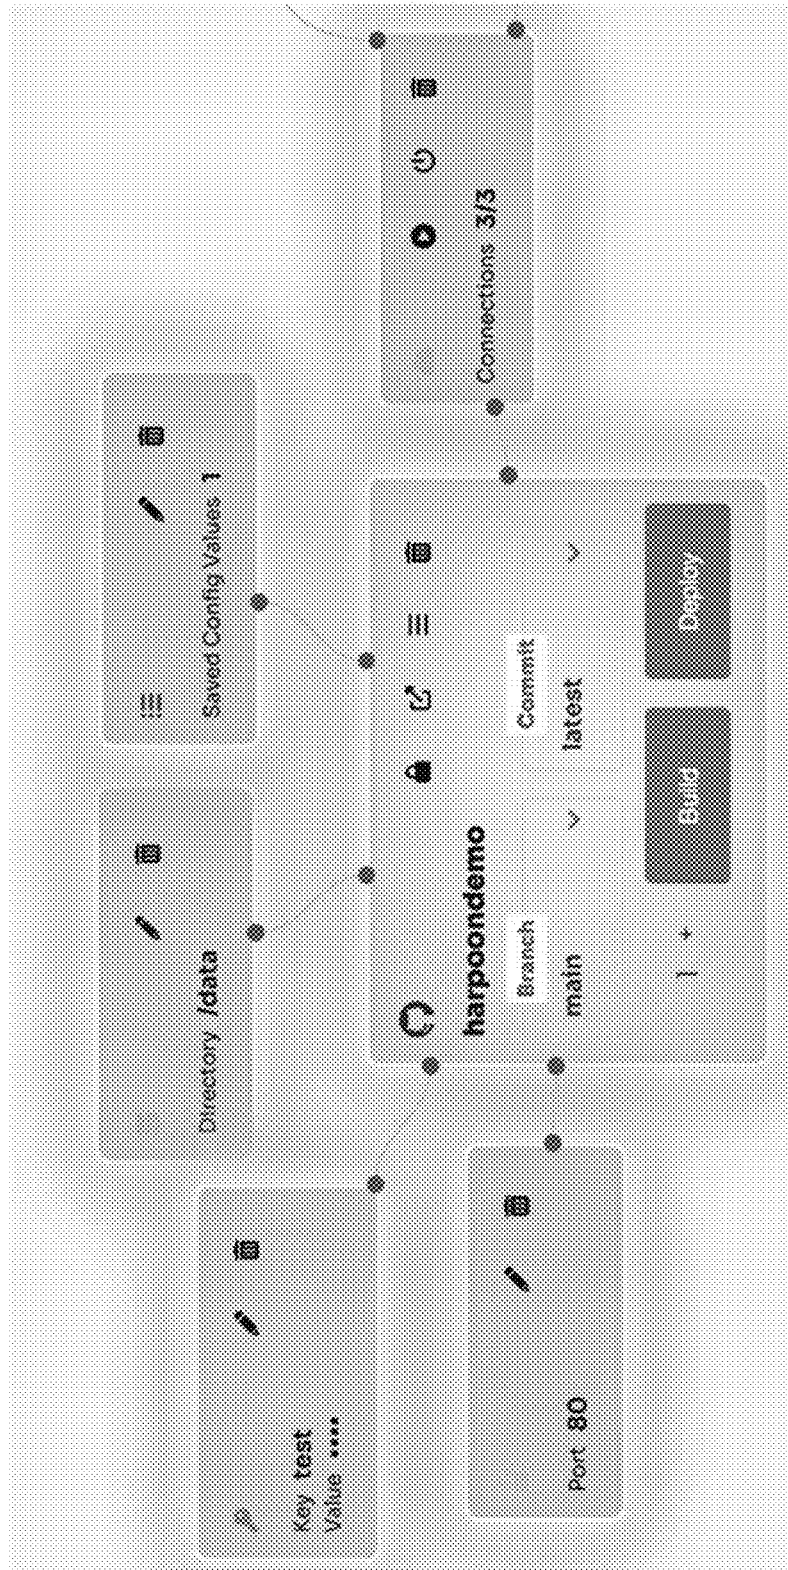 Saved Config Values 1
Directory /data
Key test
Value ****
Connections 3/3
harpoondemo
Branch
main
Commit
latest
1 +
Build
Deploy
Port 80